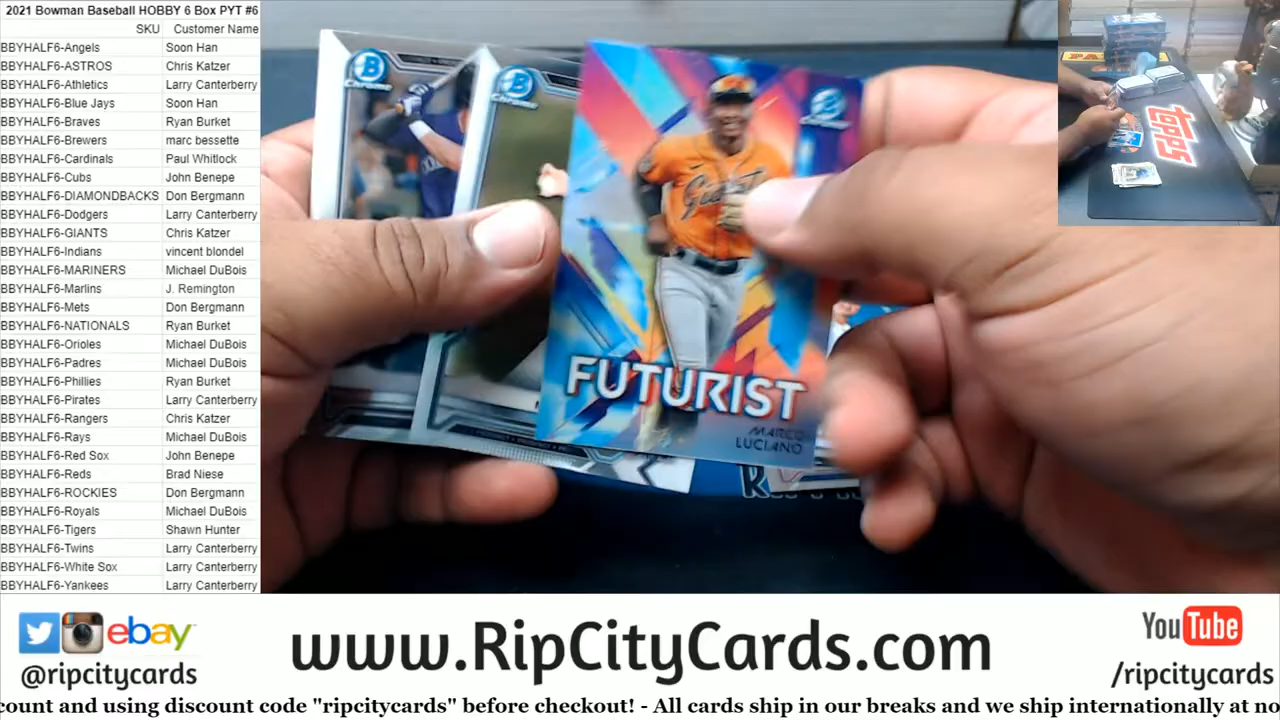 2021 Bowman Baseball HOBBY 6 Box PYT #6
SKU Customer Name
BBYHALF6-Angels Soon Han
BBYHALF6-ASTROS Chris Katzer
BBYHALF6-Athletics Larry Canterberry
BBYHALF6-Blue Jays Soon Han
BBYHALF6-Braves Ryan Burket
BBYHALF6-Brewers marc bessette
BBYHALF6-Cardinals Paul Whitlock
BBYHALF6-Cubs John Benepe
BBYHALF6-DIAMONDBACKS Don Bergmann
BBYHALF6-Dodgers Larry Canterberry
BBYHALF6-GIANTS Chris Katzer
BBYHALF6-Indians vincent blondel
BBYHALF6-MARINERS Michael DuBois
BBYHALF6-Marlins J. Remington
BBYHALF6-Mets Don Bergmann
BBYHALF6-NATIONALS Ryan Burket
BBYHALF6-Orioles Michael DuBois
BBYHALF6-Padres Michael DuBois
BBYHALF6-Phillies Ryan Burket
BBYHALF6-Pirates Larry Canterberry
BBYHALF6-Rangers Chris Katzer
BBYHALF6-Rays Michael DuBois
BBYHALF6-Red Sox John Benepe
BBYHALF6-Reds Brad Niese
BBYHALF6-ROCKIES Don Bergmann
BBYHALF6-Royals Michael DuBois
BBYHALF6-Tigers Shawn Hunter
BBYHALF6-Twins Larry Canterberry
BBYHALF6-White Sox Larry Canterberry
BBYHALF6-Yankees Larry Canterberry
B
Chrome
B
Chrome
B
FUTURIST
MARCO
LUCIANO
topps
ebay
@ripcitycards
www.RipCityCards.com
YouTube
/ripcitycards
count and using discount code "ripcitycards" before checkout! - All cards ship in our breaks and we ship internationally at no